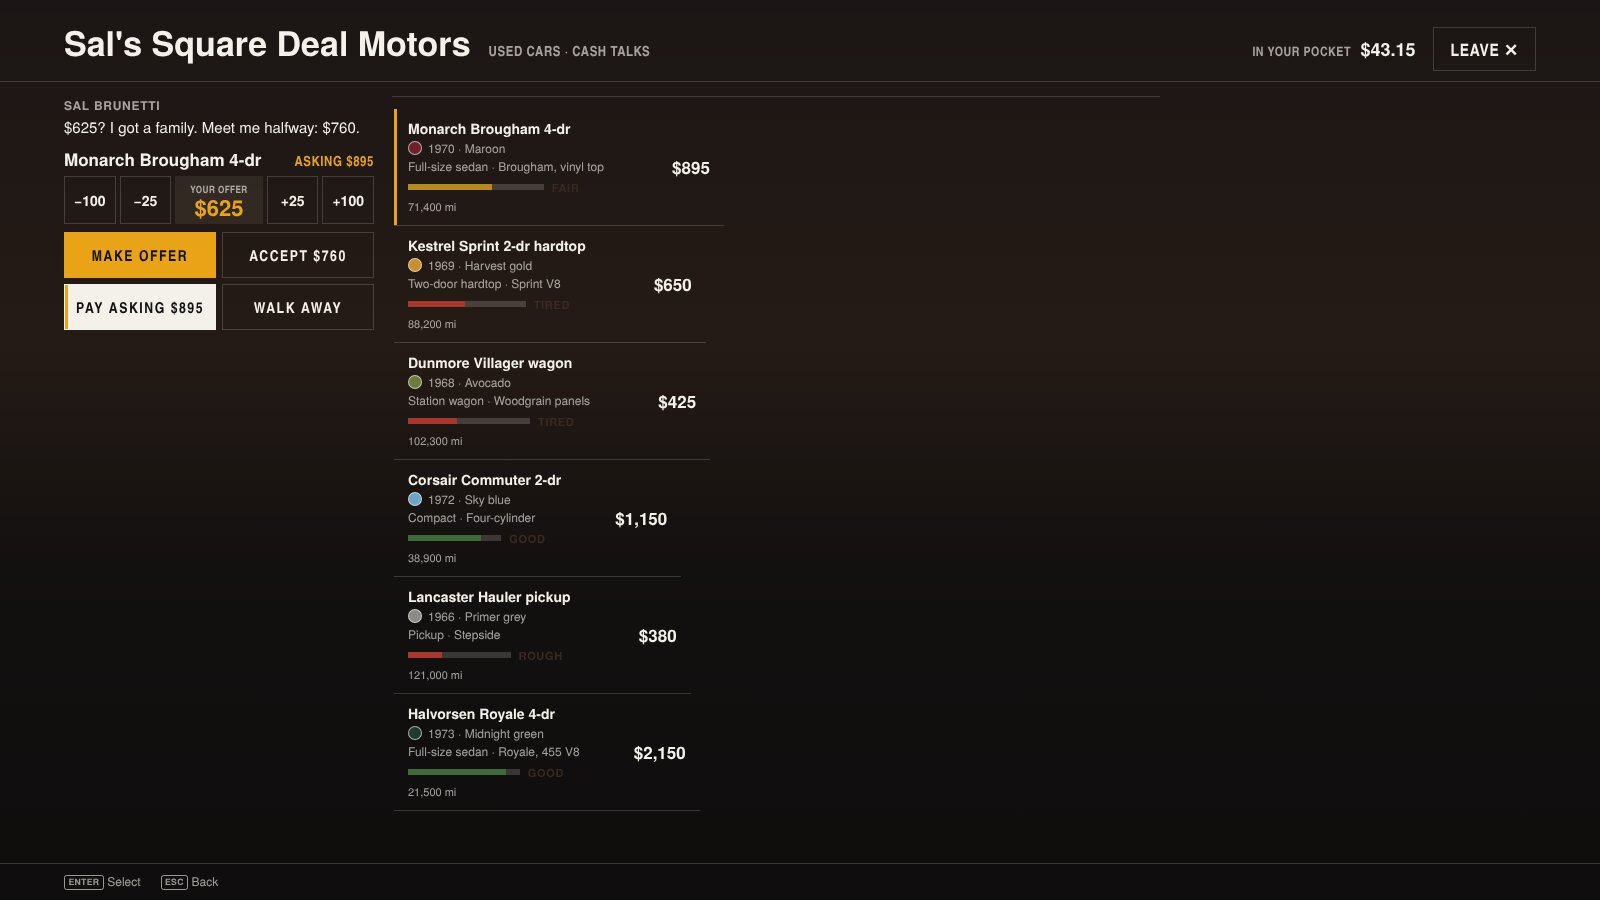 Sal's Square Deal Motors
USED CARS · CASH TALKS
IN YOUR POCKET $43.15
LEAVE ✕
SAL BRUNETTI
$625? I got a family. Meet me halfway: $760.
Monarch Brougham 4-dr
ASKING $895
−100
−25
YOUR OFFER
$625
+25
+100
MAKE OFFER
ACCEPT $760
PAY ASKING $895
WALK AWAY
Monarch Brougham 4-dr
1970 · Maroon
Full-size sedan · Brougham, vinyl top
$895
FAIR
71,400 mi
Kestrel Sprint 2-dr hardtop
1969 · Harvest gold
Two-door hardtop · Sprint V8
$650
TIRED
88,200 mi
Dunmore Villager wagon
1968 · Avocado
Station wagon · Woodgrain panels
$425
TIRED
102,300 mi
Corsair Commuter 2-dr
1972 · Sky blue
Compact · Four-cylinder
$1,150
GOOD
38,900 mi
Lancaster Hauler pickup
1966 · Primer grey
Pickup · Stepside
$380
ROUGH
121,000 mi
Halvorsen Royale 4-dr
1973 · Midnight green
Full-size sedan · Royale, 455 V8
$2,150
GOOD
21,500 mi
ENTER Select
ESC Back